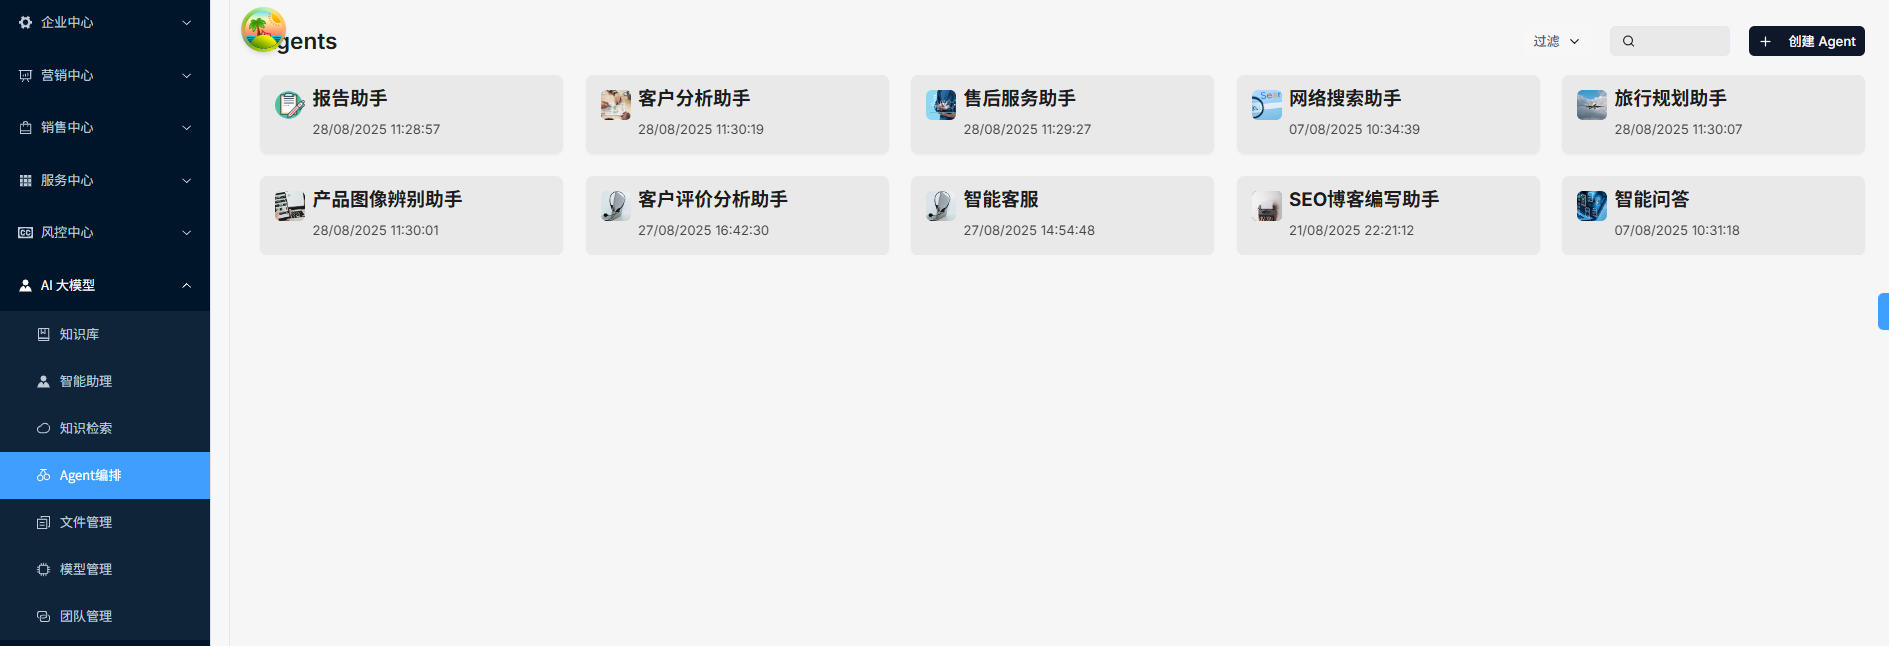 企业中心
营销中心
销售中心
服务中心
风控中心
AI 大模型
知识库
智能助理
知识检索
Agent编排
文件管理
模型管理
团队管理
gents
过滤
创建 Agent
报告助手
28/08/2025 11:28:57
客户分析助手
28/08/2025 11:30:19
售后服务助手
28/08/2025 11:29:27
网络搜索助手
07/08/2025 10:34:39
旅行规划助手
28/08/2025 11:30:07
产品图像辨别助手
28/08/2025 11:30:01
客户评价分析助手
27/08/2025 16:42:30
智能客服
27/08/2025 14:54:48
SEO博客编写助手
21/08/2025 22:21:12
智能问答
07/08/2025 10:31:18